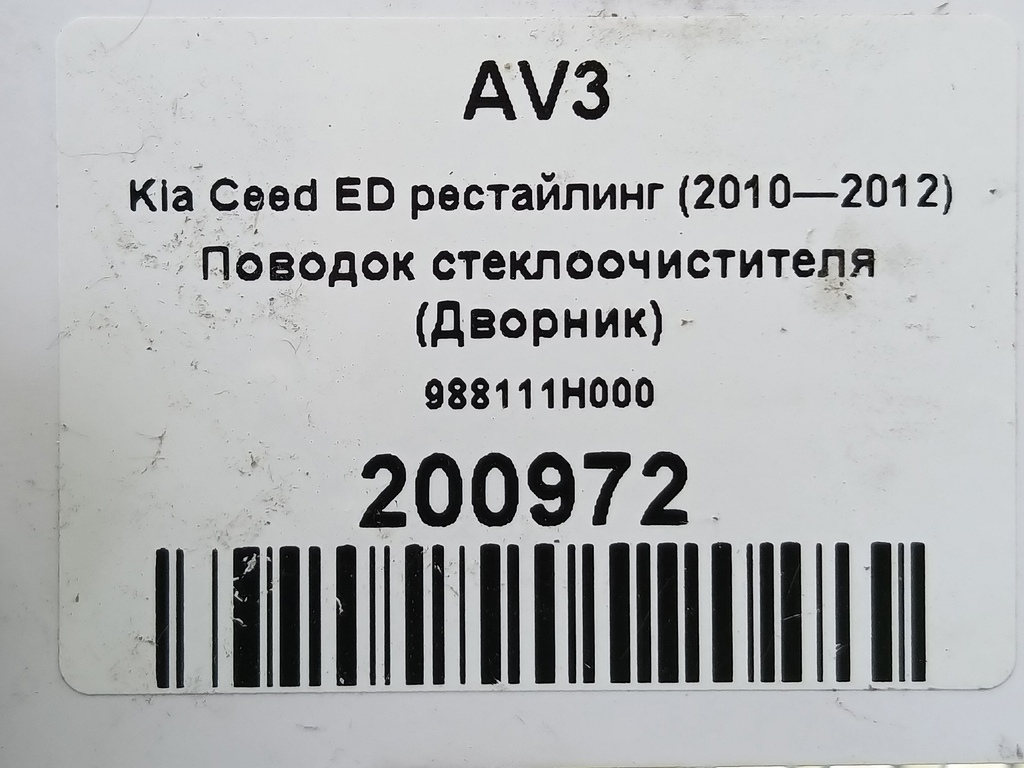 AV3
Kia Ceed ED рестайлинг (2010—2012)
Поводок стеклоочистителя
(Дворник)
988111H000
200972